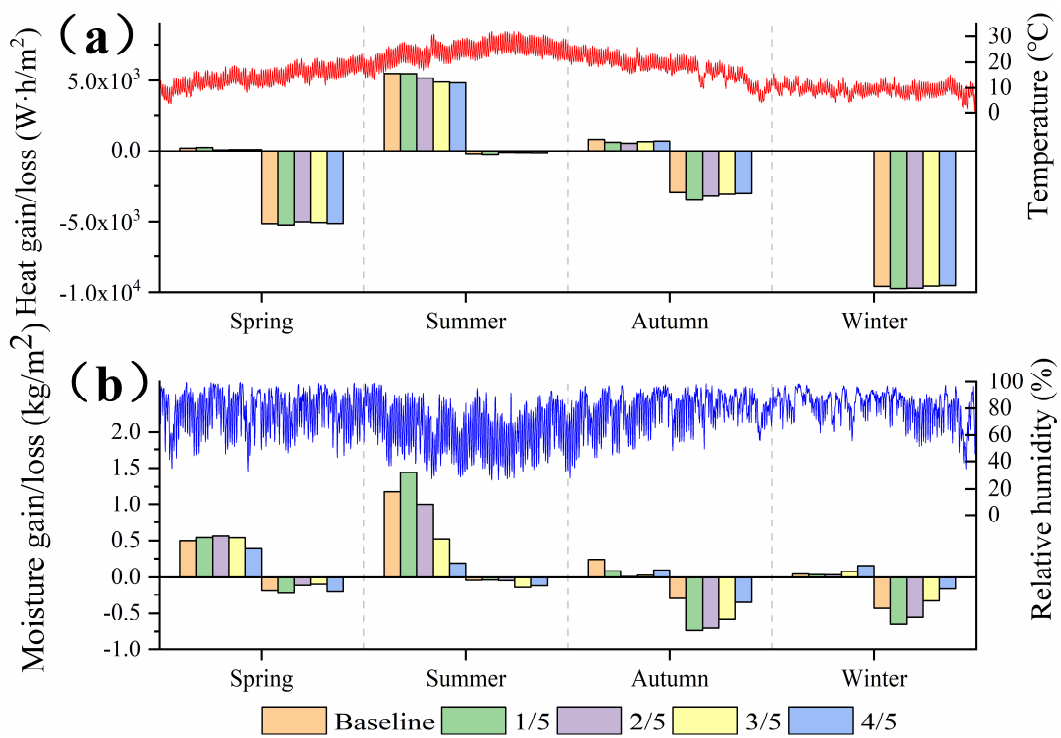 (a)
Heat gain/loss (W·h/m²)
5.0x10³
0.0
-5.0x10³
-1.0x10⁴
Temperature (°C)
30
20
10
0
Spring
Summer
Autumn
Winter
(b)
Moisture gain/loss (kg/m²)
2.0
1.5
1.0
0.5
0.0
-0.5
-1.0
Relative humidity (%)
100
80
60
40
20
0
Spring
Summer
Autumn
Winter
Baseline 1/5 2/5 3/5 4/5